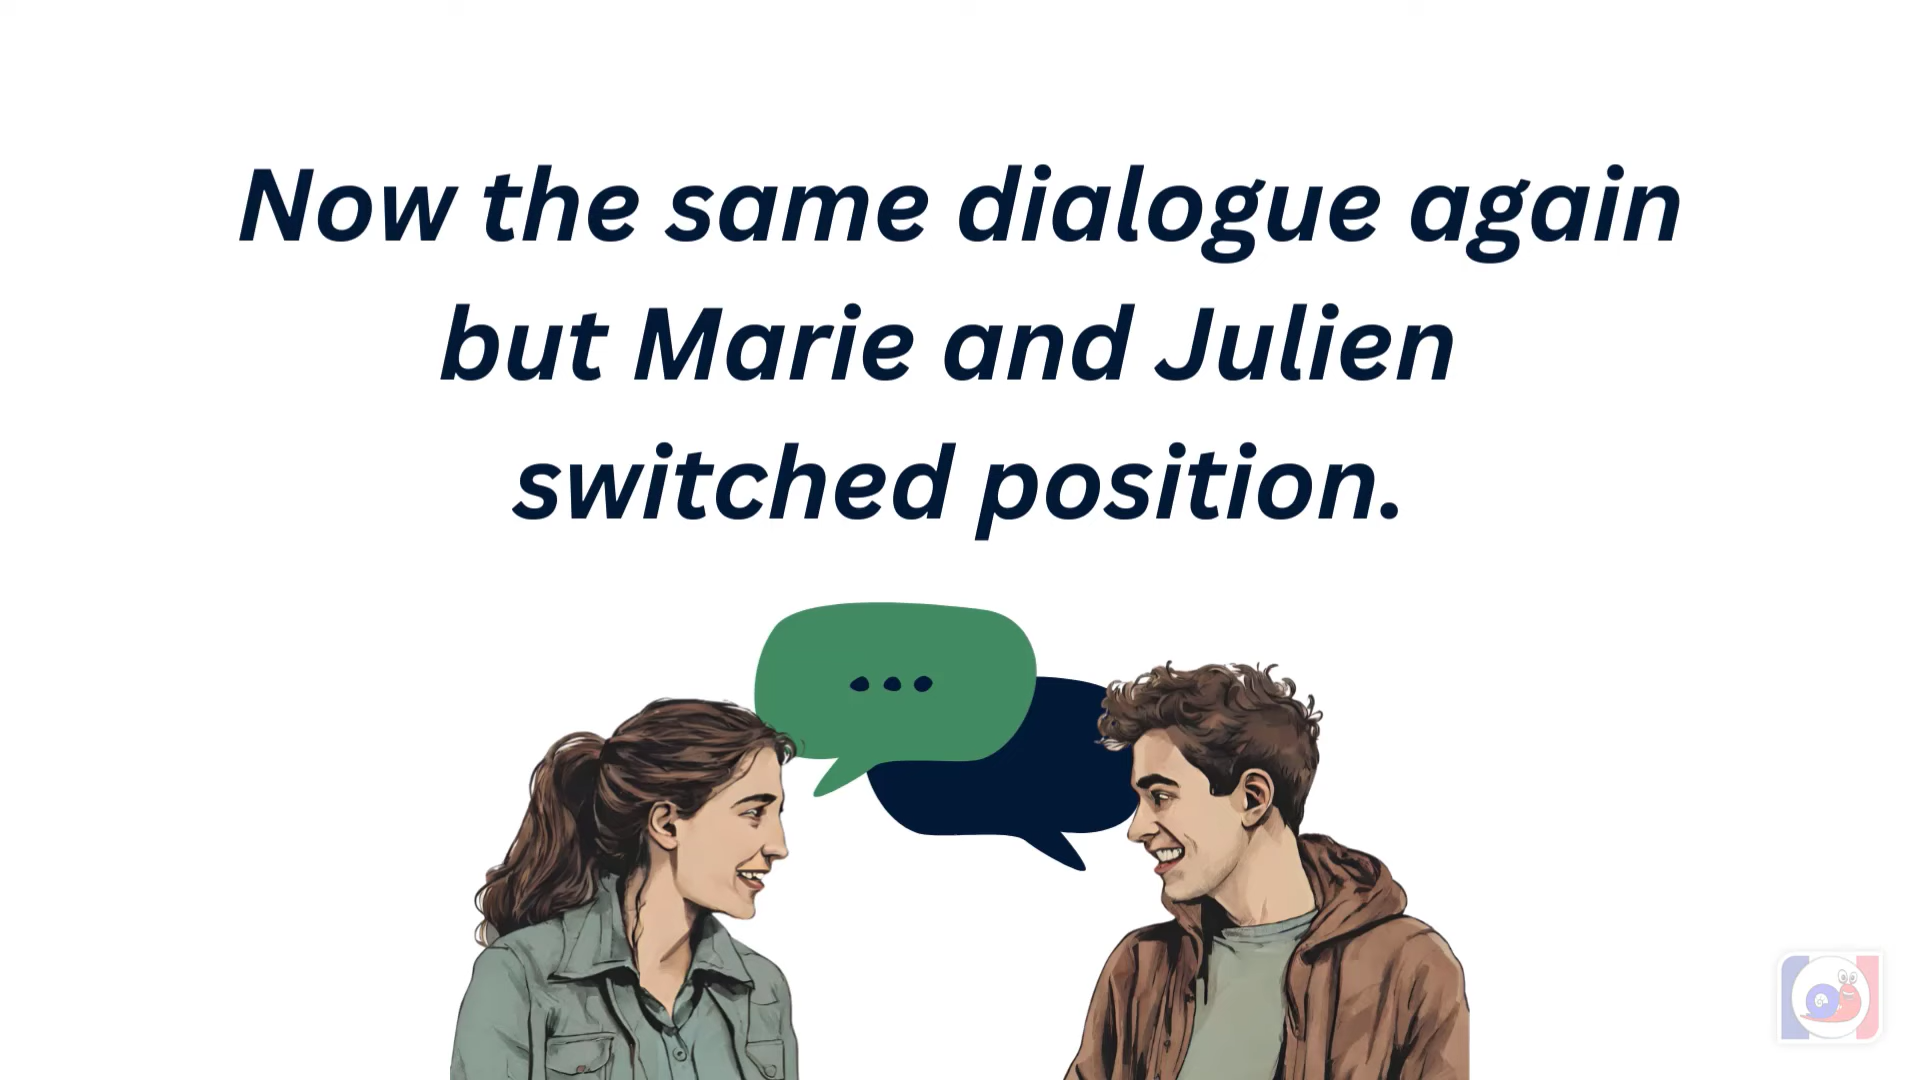 Now the same dialogue again
but Marie and Julien
switched position.